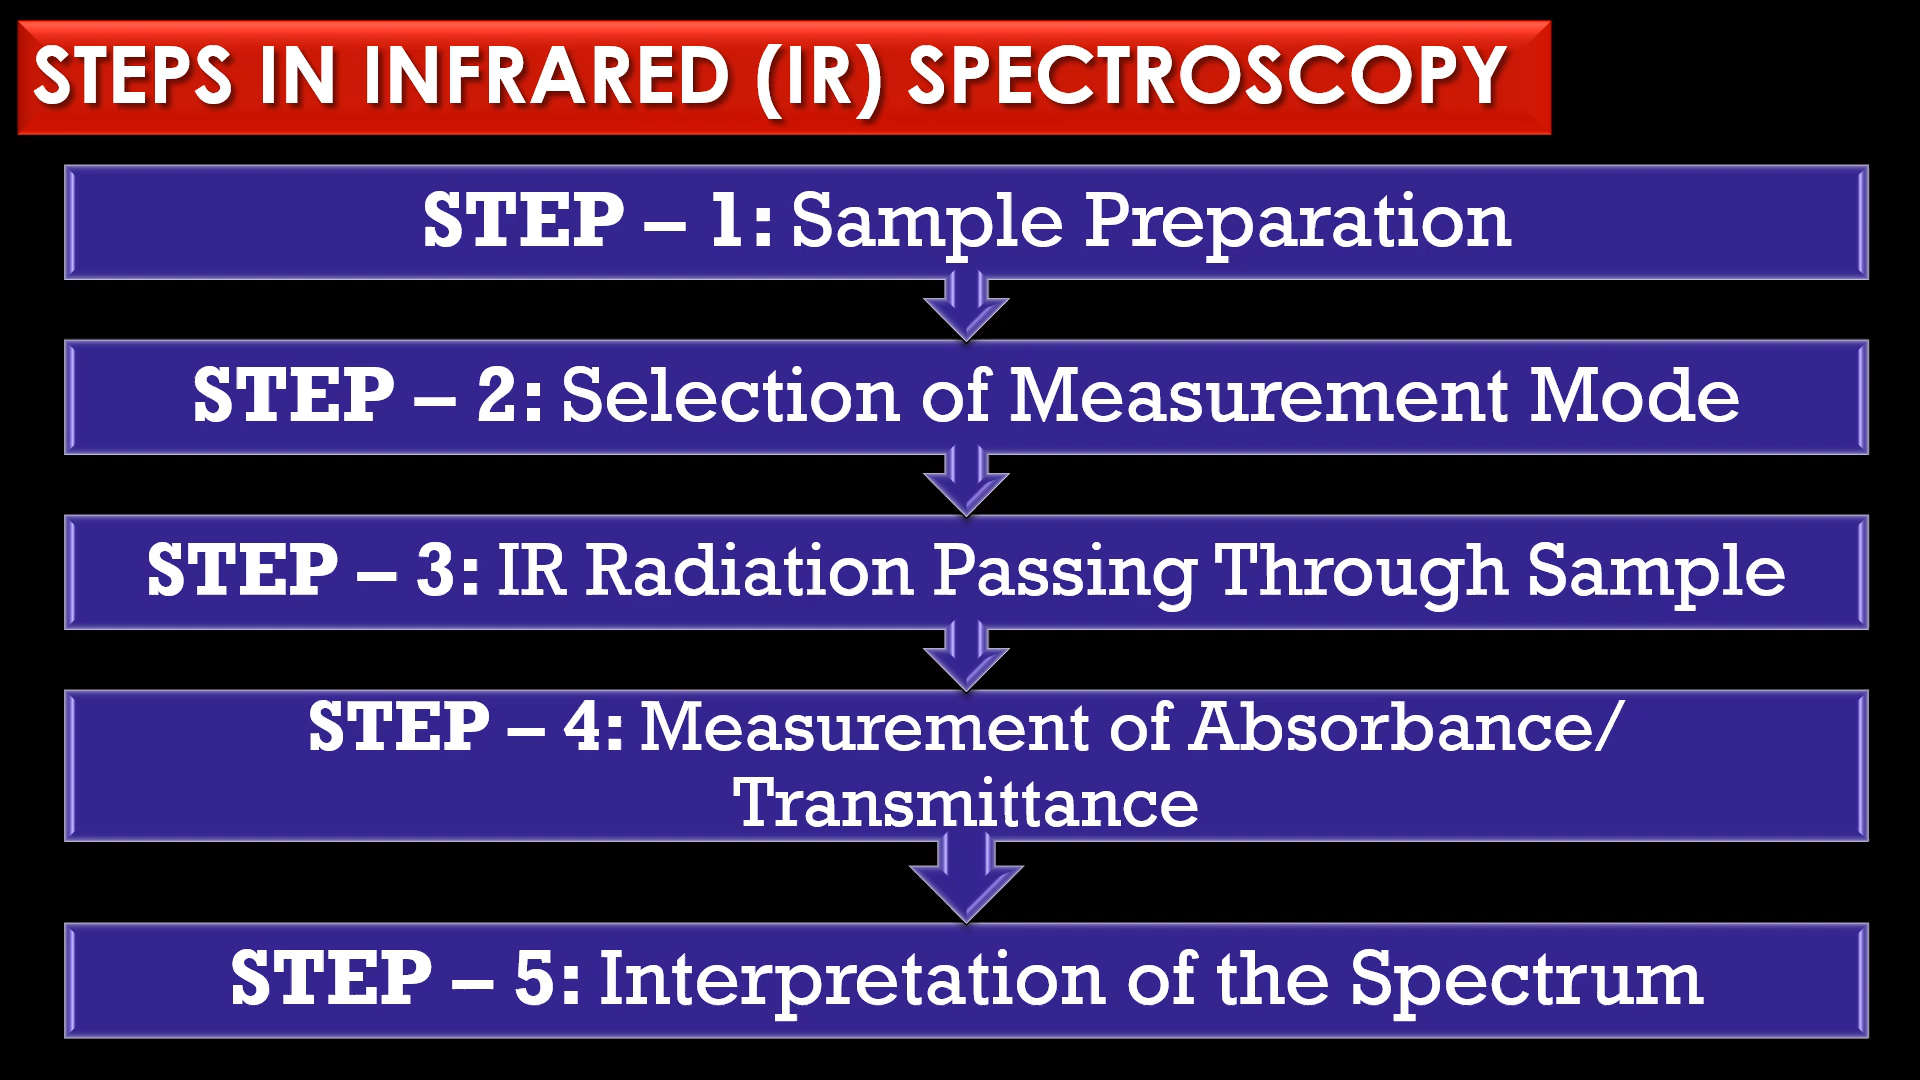 STEPS IN INFRARED (IR) SPECTROSCOPY
STEP – 1: Sample Preparation
STEP – 2: Selection of Measurement Mode
STEP – 3: IR Radiation Passing Through Sample
STEP – 4: Measurement of Absorbance/
Transmittance
STEP – 5: Interpretation of the Spectrum